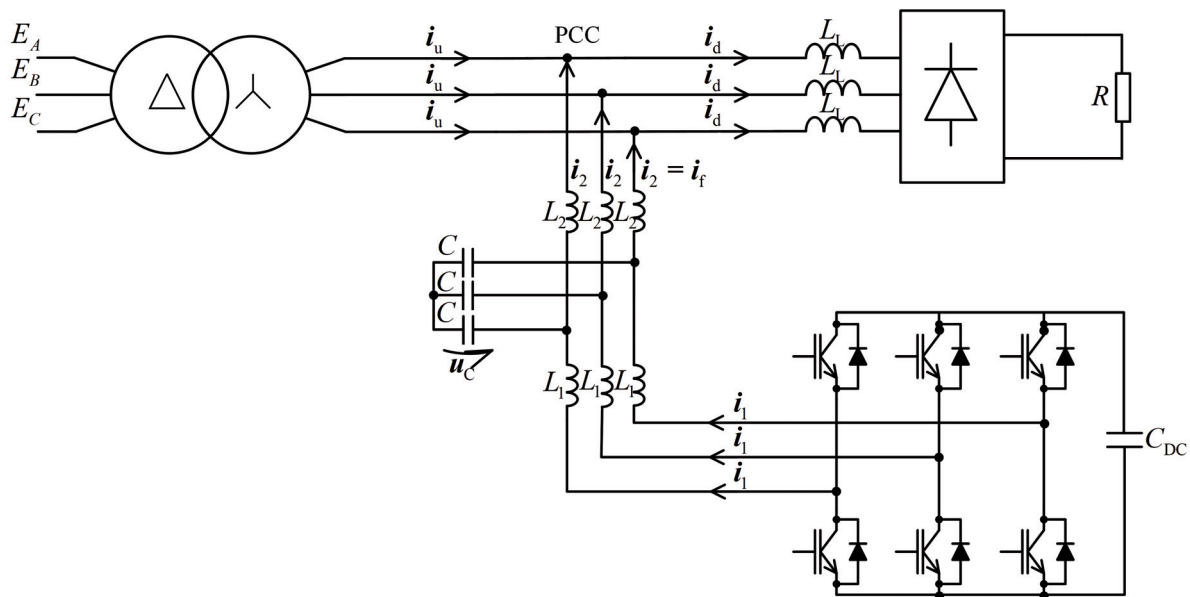 E_A
E_B
E_C
i_u
i_u
i_u
PCC
i_d
i_d
i_d
L_L
L_L
L_L
R
i_2
i_2
i_2 = i_f
L_2
L_2
L_2
C
C
C
u_C
L_1
L_1
L_1
i_1
i_1
i_1
C_DC